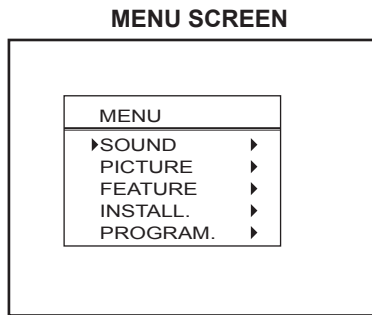 MENU SCREEN
MENU
SOUND
PICTURE
FEATURE
INSTALL.
PROGRAM.